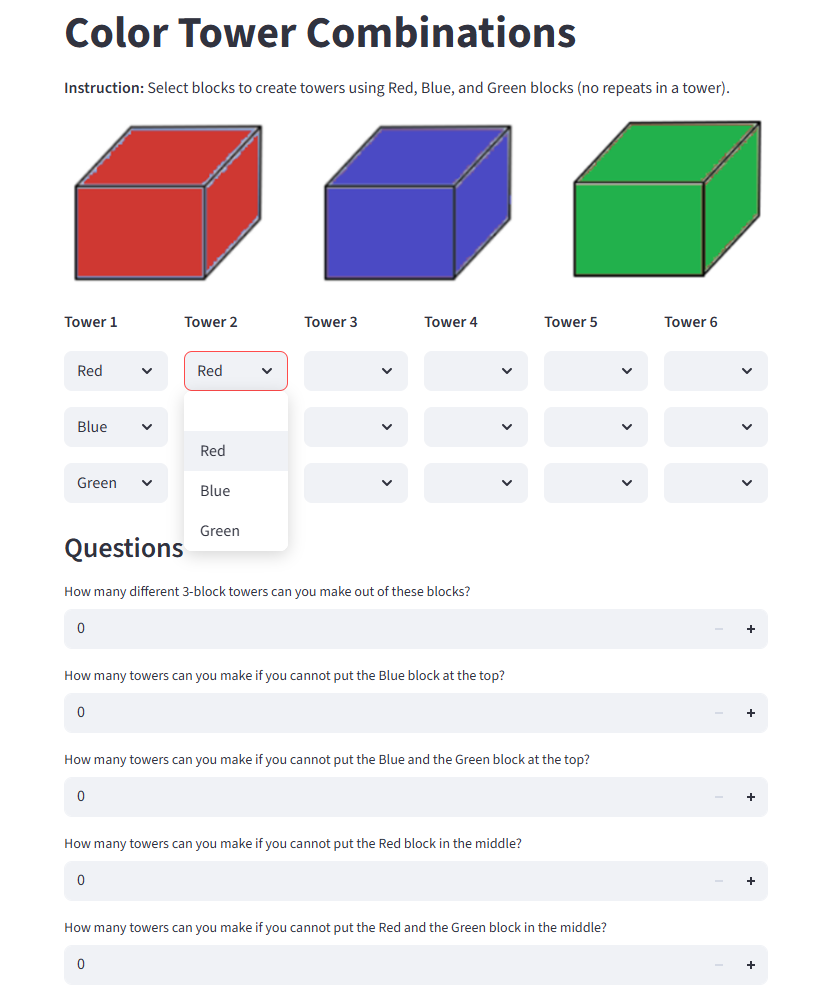 Color Tower Combinations
Instruction: Select blocks to create towers using Red, Blue, and Green blocks (no repeats in a tower).
Tower 1 Tower 2 Tower 3 Tower 4 Tower 5 Tower 6
Red Red
Blue
Red
Green
Blue
Green
Questions
How many different 3-block towers can you make out of these blocks?
0 − +
How many towers can you make if you cannot put the Blue block at the top?
0 − +
How many towers can you make if you cannot put the Blue and the Green block at the top?
0 − +
How many towers can you make if you cannot put the Red block in the middle?
0 − +
How many towers can you make if you cannot put the Red and the Green block in the middle?
0 − +